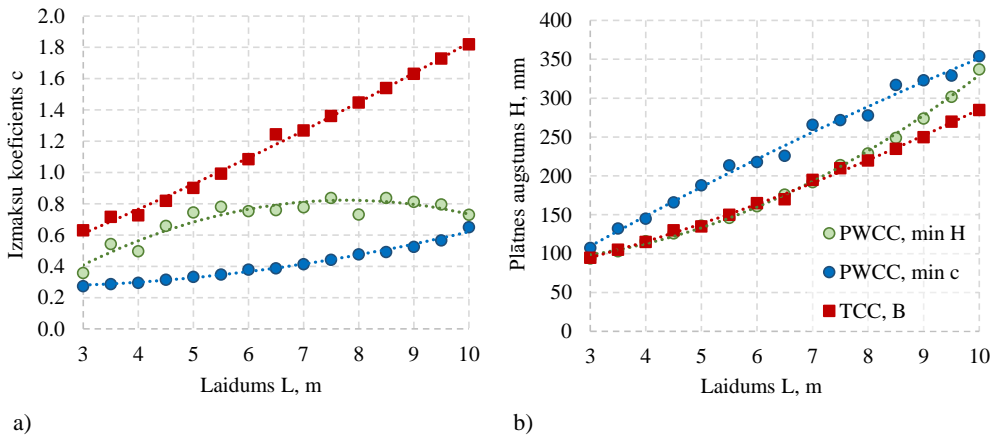 2.0
1.8
1.6
1.4
1.2
1.0
0.8
0.6
0.4
0.2
0.0
Izmaksu koeficients c
3 4 5 6 7 8 9 10
Laidums L, m
a)
400
350
300
250
200
150
100
50
0
Plātnes augstums H, mm
PWCC, min H
PWCC, min c
TCC, B
3 4 5 6 7 8 9 10
Laidums L, m
b)